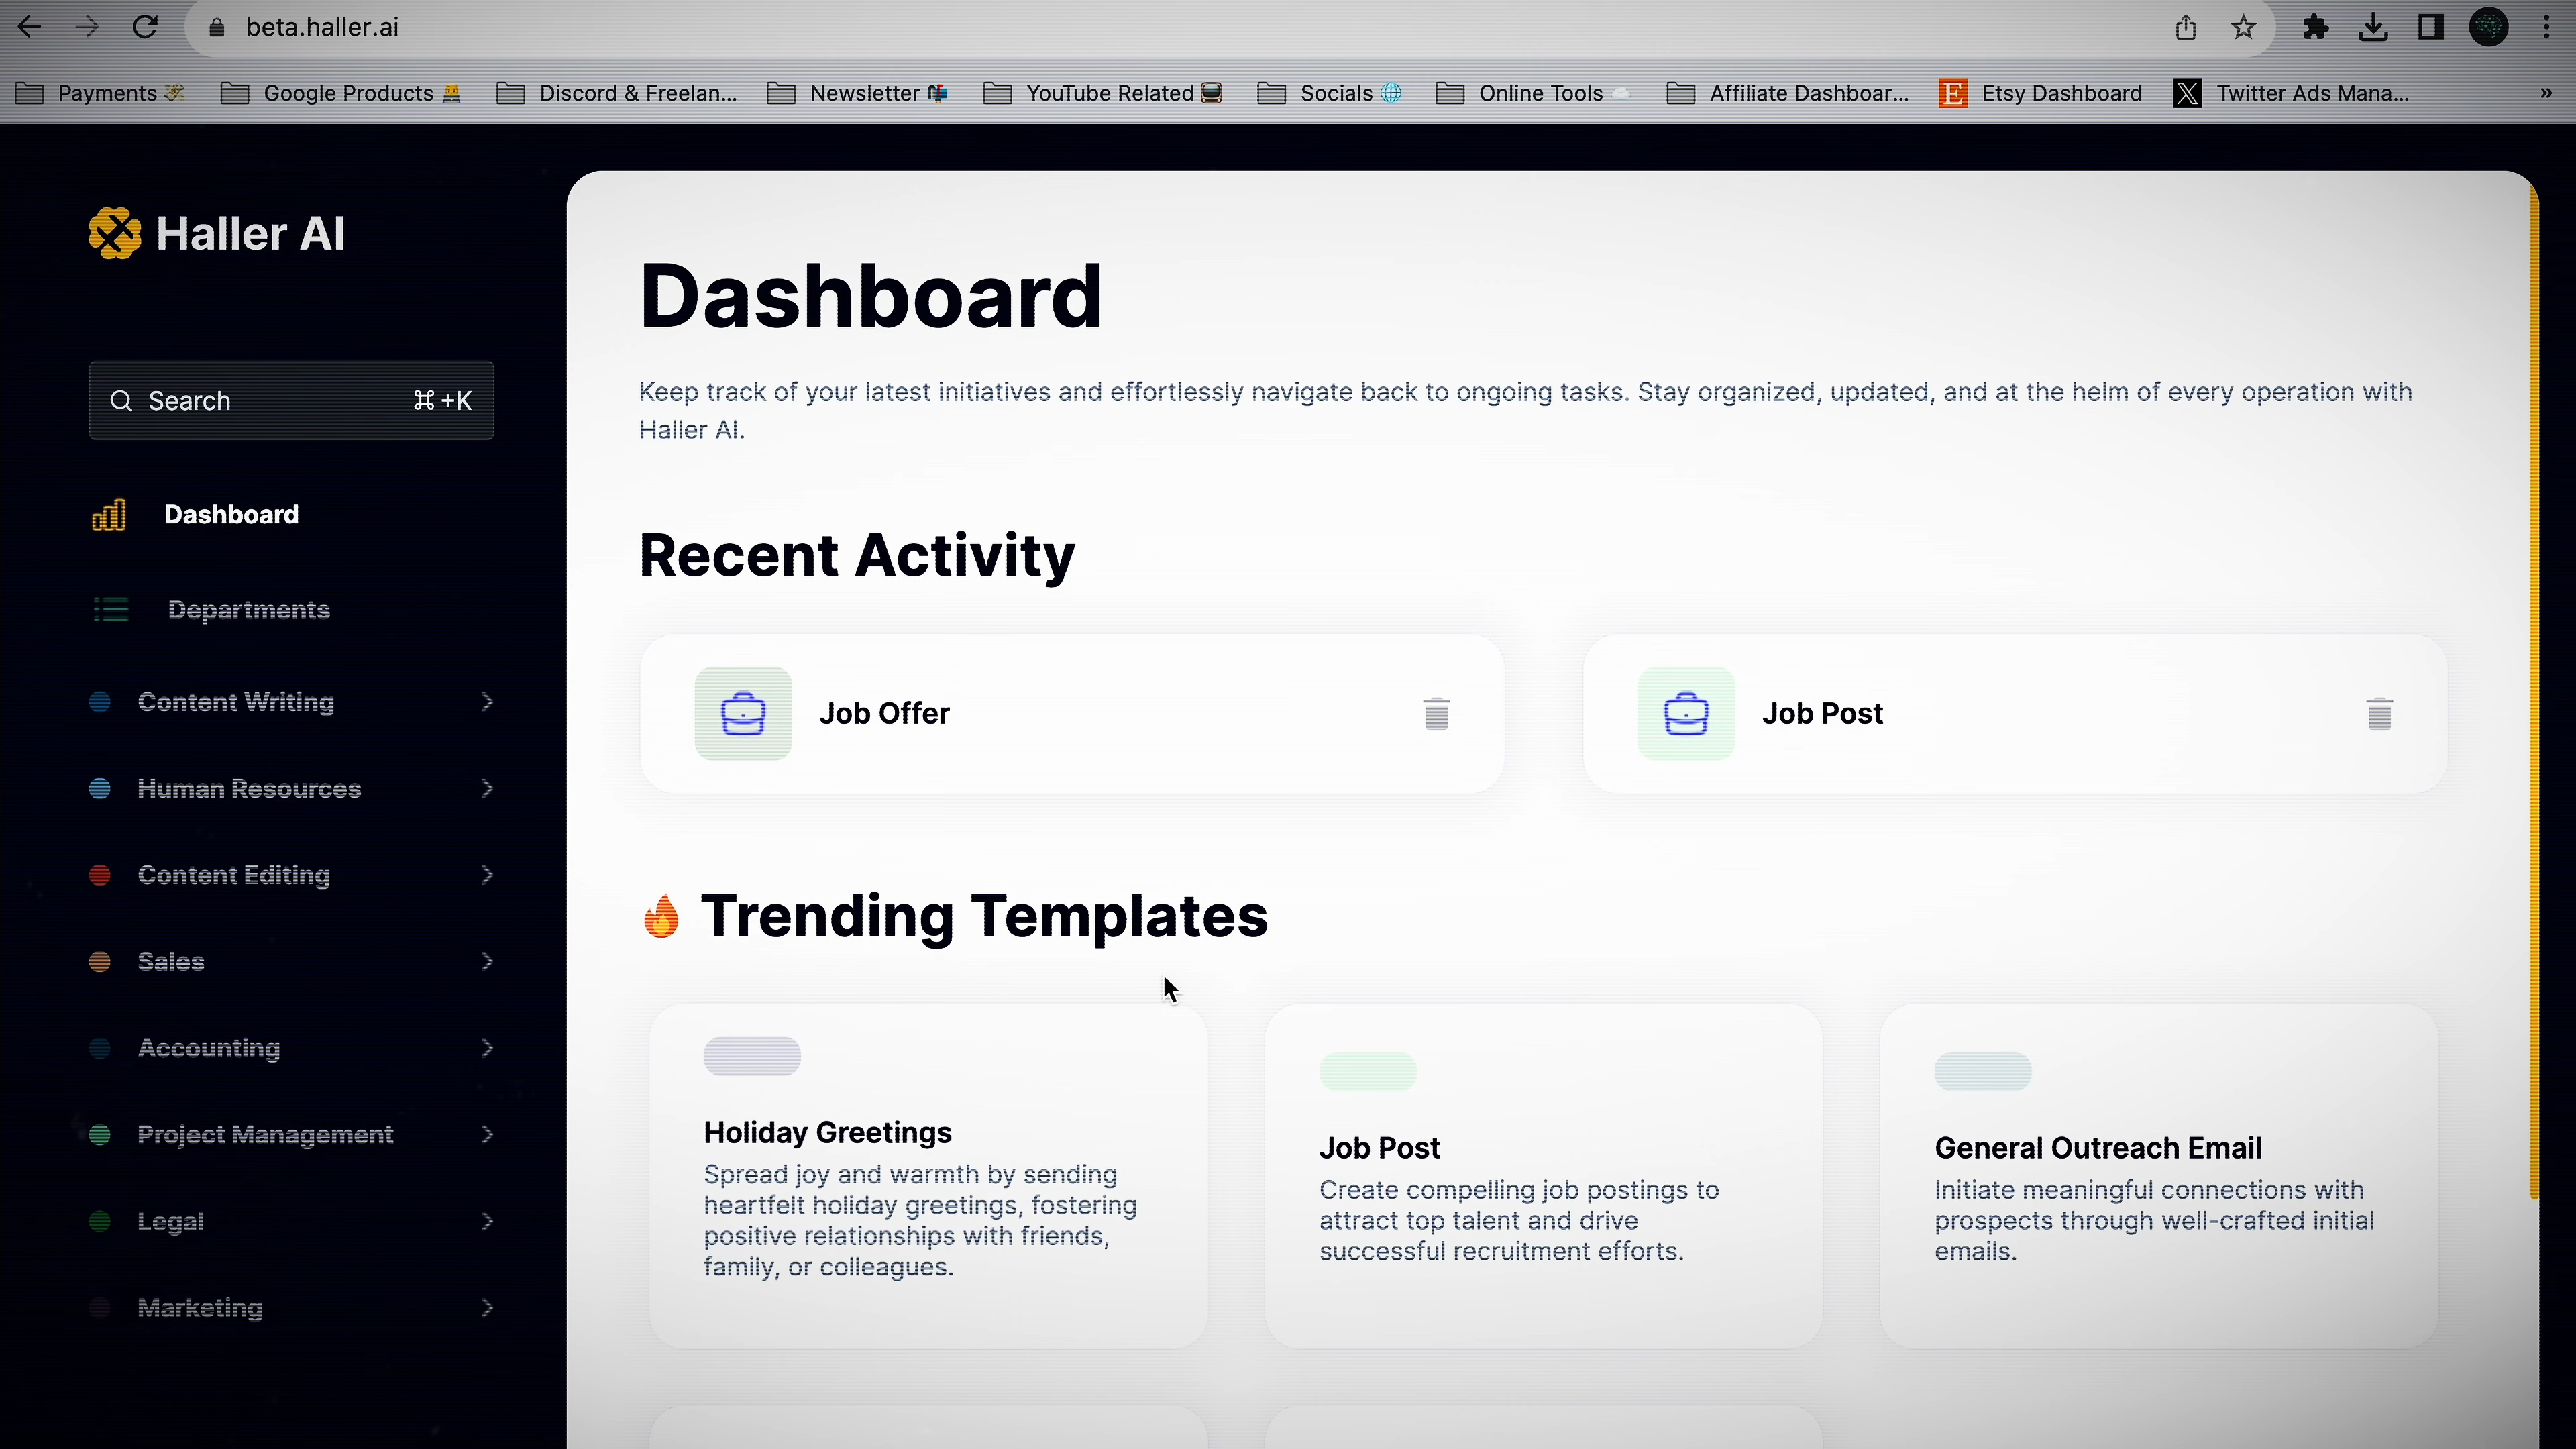 beta.haller.ai
Payments
Google Products
Discord & Freelan...
Newsletter
YouTube Related
Socials
Online Tools
Affiliate Dashboar...
Etsy Dashboard
Twitter Ads Mana...
»
Haller AI
Search ⌘+K
Dashboard
Departments
Content Writing
Human Resources
Content Editing
Sales
Accounting
Project Management
Legal
Marketing
Dashboard
Keep track of your latest initiatives and effortlessly navigate back to ongoing tasks. Stay organized, updated, and at the helm of every operation with
Haller AI.
Recent Activity
Job Offer
Job Post
Trending Templates
Holiday Greetings
Spread joy and warmth by sending
heartfelt holiday greetings, fostering
positive relationships with friends,
family, or colleagues.
Job Post
Create compelling job postings to
attract top talent and drive
successful recruitment efforts.
General Outreach Email
Initiate meaningful connections with
prospects through well-crafted initial
emails.